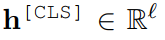 h^[CLS] ∈ ℝ^ℓ